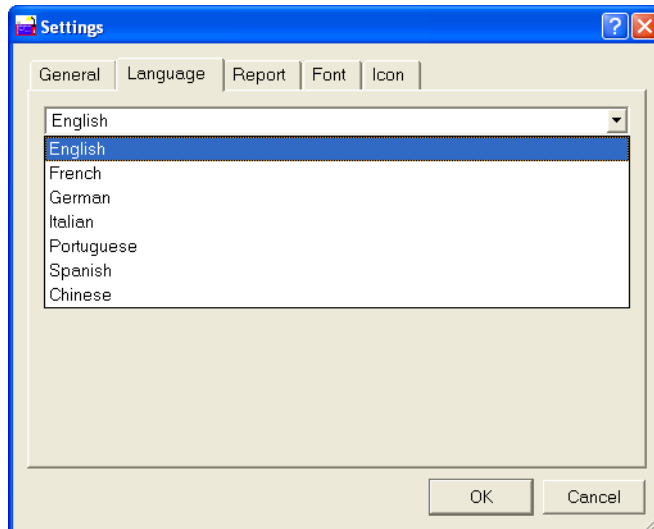 Settings
General Language Report Font Icon
English
English
French
German
Italian
Portuguese
Spanish
Chinese
OK Cancel